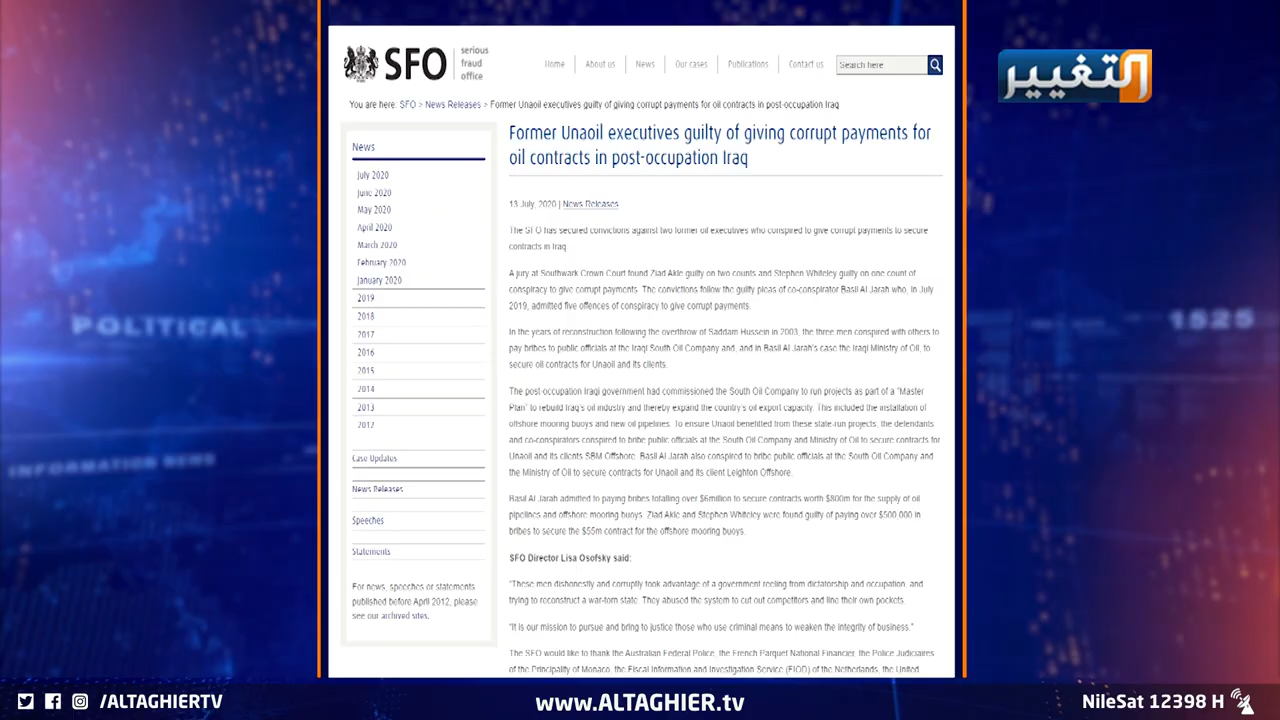 SFO
serious
fraud
office
Home
About us
News
Our cases
Publications
Contact us
Search here
التغيير
You are here: SFO > News Releases > Former Unaoil executives guilty of giving corrupt payments for oil contracts in post-occupation Iraq
News
July 2020
June 2020
May 2020
April 2020
March 2020
February 2020
January 2020
2019
2018
2017
2016
2015
2014
2013
2012
Case Updates
News Releases
Speeches
Statements
For news, speeches or statements
published before April 2012, please
see our archived sites.
Former Unaoil executives guilty of giving corrupt payments for
oil contracts in post-occupation Iraq
13 July, 2020 | News Releases
The SFO has secured convictions against two former oil executives who conspired to give corrupt payments to secure
contracts in Iraq.
A jury at Southwark Crown Court found Ziad Akle guilty on two counts and Stephen Whiteley guilty on one count of
conspiracy to give corrupt payments. The convictions follow the guilty pleas of co-conspirator Basil Al Jarah who, in July
2019, admitted five offences of conspiracy to give corrupt payments.
In the years of reconstruction following the overthrow of Saddam Hussein in 2003, the three men conspired with others to
pay bribes to public officials at the Iraqi South Oil Company and, and in Basil Al Jarah's case the Iraqi Ministry of Oil, to
secure oil contracts for Unaoil and its clients.
The post-occupation Iraqi government had commissioned the South Oil Company to run projects as part of a "Master
Plan" to rebuild Iraq's oil industry and thereby expand the country's oil export capacity. This included the installation of
offshore mooring buoys and new oil pipelines. To ensure Unaoil benefitted from these state-run projects, the defendants
and co-conspirators conspired to bribe public officials at the South Oil Company and Ministry of Oil to secure contracts for
Unaoil and its clients SBM Offshore. Basil Al Jarah also conspired to bribe public officials at the South Oil Company and
the Ministry of Oil to secure contracts for Unaoil and its client Leighton Offshore.
Basil Al Jarah admitted to paying bribes totalling over $6million to secure contracts worth $800m for the supply of oil
pipelines and offshore mooring buoys. Ziad Akle and Stephen Whiteley were found guilty of paying over $500,000 in
bribes to secure the $55m contract for the offshore mooring buoys.
SFO Director Lisa Osofsky said:
"These men dishonestly and corruptly took advantage of a government reeling from dictatorship and occupation, and
trying to reconstruct a war-torn state. They abused the system to cut out competitors and line their own pockets.
"It is our mission to pursue and bring to justice those who use criminal means to weaken the integrity of business."
The SFO would like to thank the Australian Federal Police, the French Parquet National Financier, the Police Judiciaires
of the Principality of Monaco, the Fiscal Information and Investigation Service (FIOD) of the Netherlands, the United
POLITICAL
INFORMATION NEWS
1625
/ALTAGHIERTV
www.ALTAGHIER.tv
NileSat 12398 H